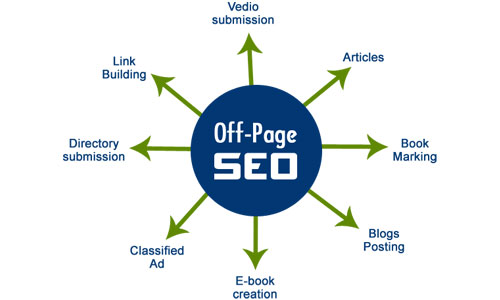 Vedio
submission
Link
Building
Articles
Off-Page
SEO
Directory
submission
Book
Marking
Classified
Ad
Blogs
Posting
E-book
creation